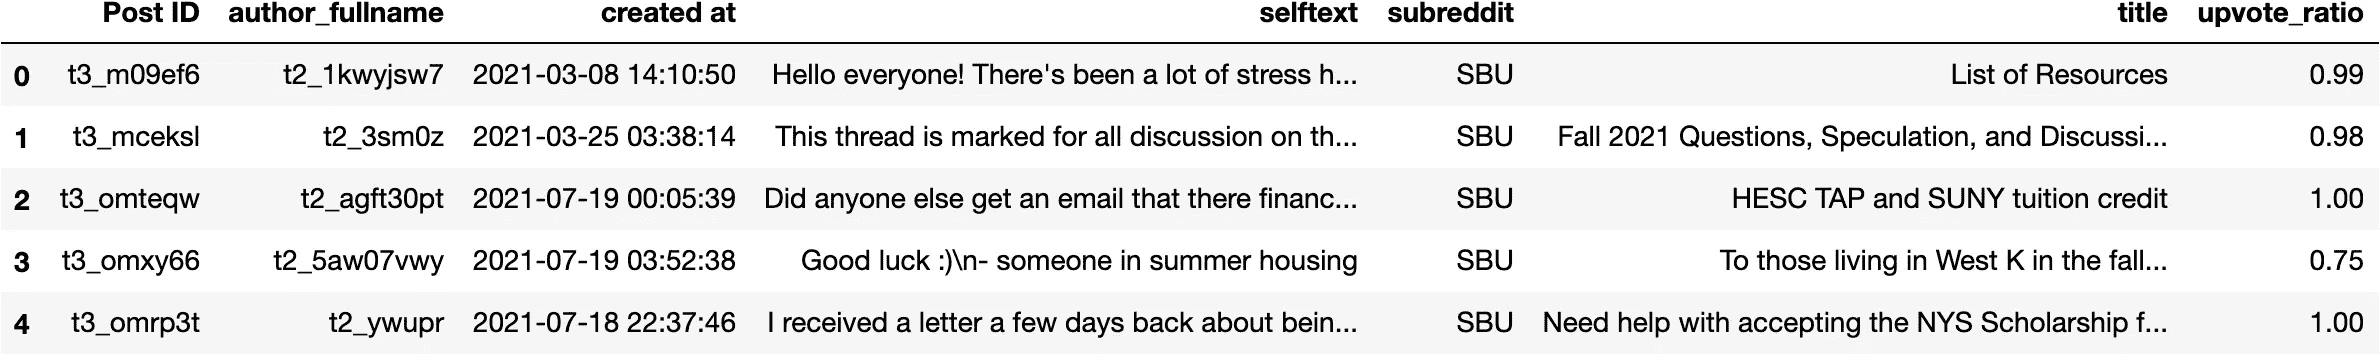 Post ID author_fullname created at selftext subreddit title upvote_ratio
0 t3_m09ef6 t2_1kwyjsw7 2021-03-08 14:10:50 Hello everyone! There's been a lot of stress h... SBU List of Resources 0.99
1 t3_mceksl t2_3sm0z 2021-03-25 03:38:14 This thread is marked for all discussion on th... SBU Fall 2021 Questions, Speculation, and Discussi... 0.98
2 t3_omteqw t2_agft30pt 2021-07-19 00:05:39 Did anyone else get an email that there financ... SBU HESC TAP and SUNY tuition credit 1.00
3 t3_omxy66 t2_5aw07vwy 2021-07-19 03:52:38 Good luck :)\n- someone in summer housing SBU To those living in West K in the fall... 0.75
4 t3_omrp3t t2_ywupr 2021-07-18 22:37:46 I received a letter a few days back about bein... SBU Need help with accepting the NYS Scholarship f... 1.00